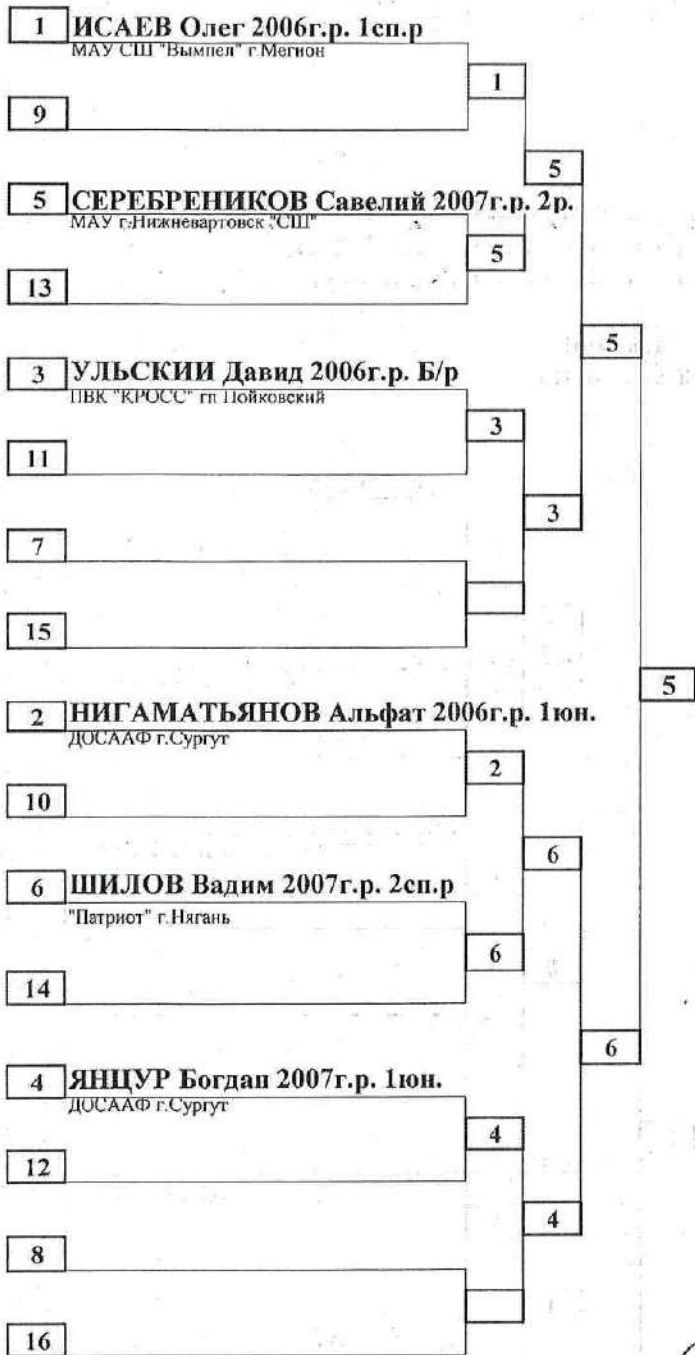 1 ИСАЕВ Олег 2006г.р. 1сп.р
МАУ СШ "Вымпел" г.Мегион
1
9
5
5 СЕРЕБРЕНИКОВ Савелий 2007г.р. 2р.
МАУ г.Нижневартовск "СШ"
5
13
5
3 УЛЬСКИЙ Давид 2006г.р. Б/р
ПВК "КРОСС" гп Пойковский
3
11
3
7
15
5
2 НИГАМАТЬЯНОВ Альфат 2006г.р. 1юн.
ДОСААФ г.Сургут
2
10
6
6 ШИЛОВ Вадим 2007г.р. 2сп.р
"Патриот" г.Нягань
6
14
6
4 ЯНЦУР Богдан 2007г.р. 1юн.
ДОСААФ г.Сургут
4
12
4
8
16